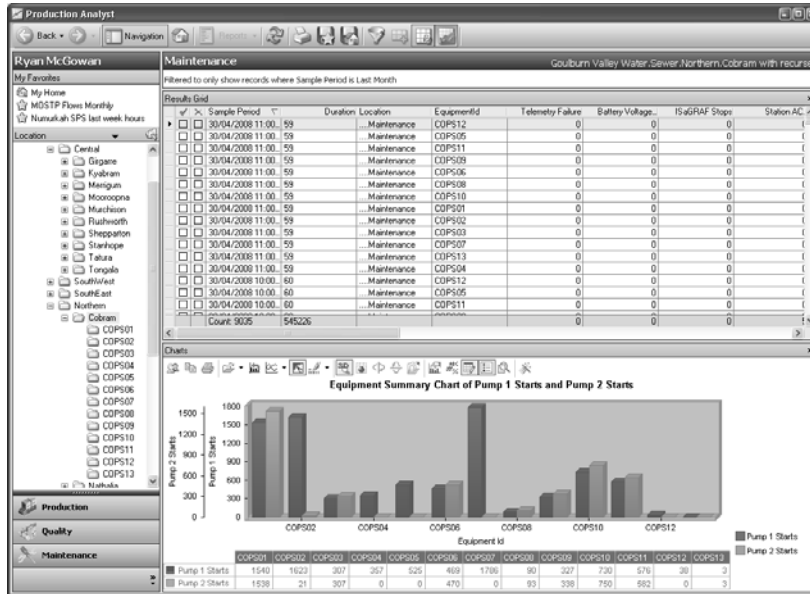 Production Analyst
Back
Navigation
Reports
Ryan McGowan
My Favorites
My Home
MOSTP Flows Monthly
Numurkah SPS last week hours
Location
Central
Girgarre
Kyabram
Merrigum
Mooroopna
Murchison
Rushworth
Shepparton
Stanhope
Tatura
Tongala
SouthWest
SouthEast
Northern
Cobram
COPS01
COPS02
COPS03
COPS04
COPS05
COPS06
COPS07
COPS08
COPS09
COPS10
COPS11
COPS12
COPS13
Nathalia
Production
Quality
Maintenance
Maintenance Goulburn Valley Water.Sewer.Northern.Cobram with recurse
Filtered to only show records where Sample Period is Last Month
Results Grid
Sample Period Duration Location EquipmentId Telemetry Failure Battery Voltage... ISaGRAF Stops Station AC
30/04/2008 11:00... 59 ...Maintenance COPS12 0 0 0
30/04/2008 11:00... 59 ...Maintenance COPS05 0 0 0
30/04/2008 11:00... 59 ...Maintenance COPS11 0 0 0
30/04/2008 11:00... 59 ...Maintenance COPS09 0 0 0
30/04/2008 11:00... 59 ...Maintenance COPS06 0 0 0
30/04/2008 11:00... 59 ...Maintenance COPS08 0 0 0
30/04/2008 11:00... 59 ...Maintenance COPS10 0 0 0
30/04/2008 11:00... 59 ...Maintenance COPS01 0 0 0
30/04/2008 11:00... 59 ...Maintenance COPS02 0 0 0
30/04/2008 11:00... 59 ...Maintenance COPS03 0 0 0
30/04/2008 11:00... 59 ...Maintenance COPS07 0 0 0
30/04/2008 11:00... 59 ...Maintenance COPS13 0 0 0
30/04/2008 11:00... 59 ...Maintenance COPS04 0 0 0
30/04/2008 10:00... 60 ...Maintenance COPS12 0 0 0
30/04/2008 10:00... 60 ...Maintenance COPS05 0 0 0
30/04/2008 10:00... 60 ...Maintenance COPS11 0 0 0
Count: 9035 545226 0 0 0
Charts
Equipment Summary Chart of Pump 1 Starts and Pump 2 Starts
Pump 2 Starts
1500
1200
900
600
300
0
Pump 1 Starts
1800
1500
1200
900
600
300
0
COPS02 COPS04 COPS06 COPS08 COPS10 COPS12
Equipment Id
Pump 1 Starts
Pump 2 Starts
COPS01 COPS02 COPS03 COPS04 COPS05 COPS06 COPS07 COPS08 COPS09 COPS10 COPS11 COPS12 COPS13
Pump 1 Starts 1540 1623 307 357 525 469 1786 90 327 730 576 38 3
Pump 2 Starts 1538 21 307 0 0 470 0 93 338 750 582 0 3